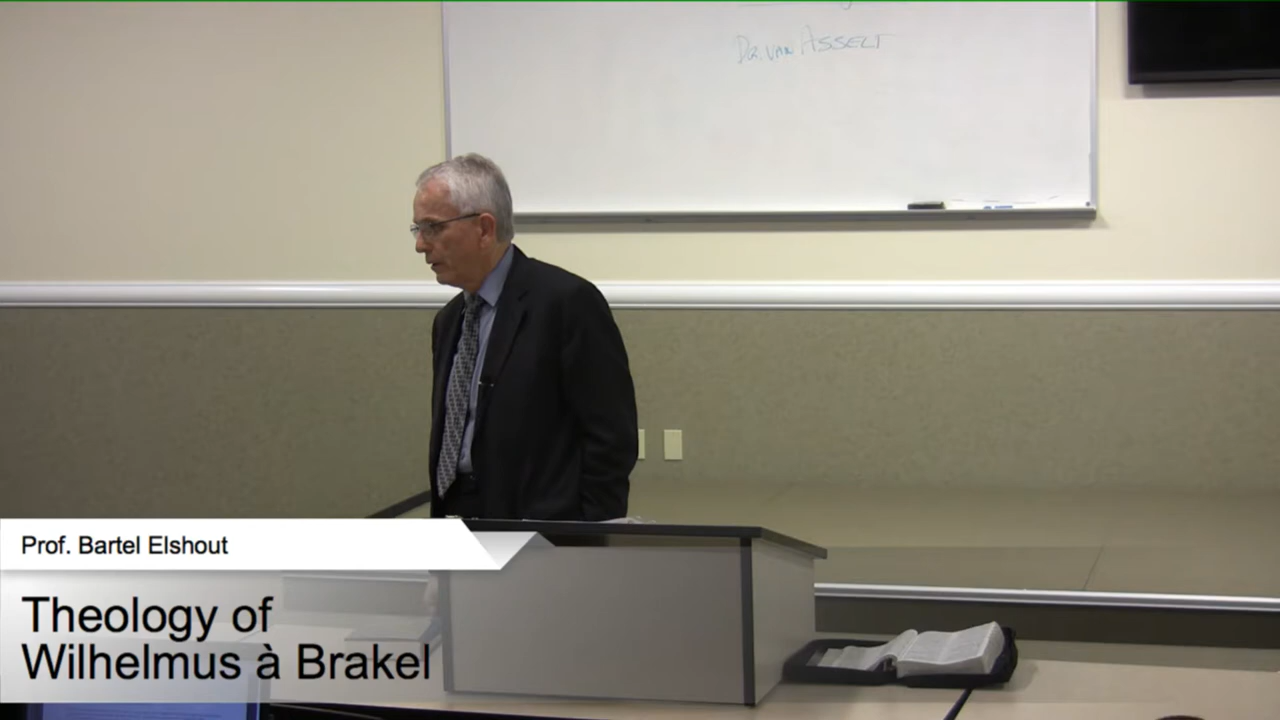 Dr. van Asselt
Prof. Bartel Elshout
Theology of
Wilhelmus à Brakel